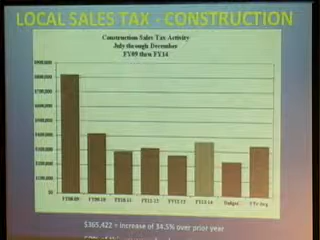 LOCAL SALES TAX - CONSTRUCTION
Construction Sales Tax Activity
July through December
FY09 thru FY14
$900,000
$800,000
$700,000
$600,000
$500,000
$400,000
$300,000
$200,000
$100,000
$0
FY08-09 FY09-10 FY10-11 FY11-12 FY12-13 FY13-14 Budget 5Yr Avg
$365,422 = increase of 34.5% over prior year